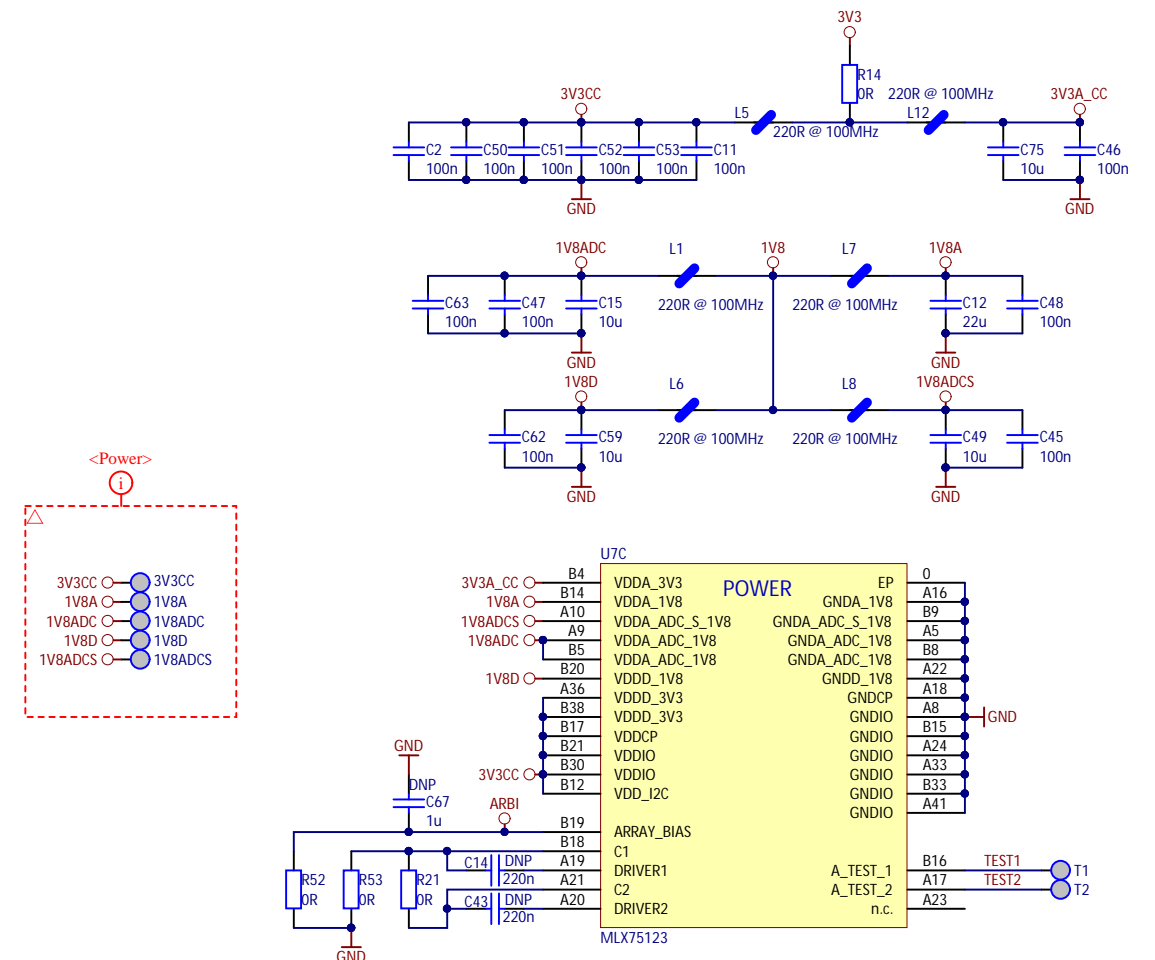 3V3
R14
0R
220R @ 100MHz
3V3CC
L5
220R @ 100MHz
L12
3V3A_CC
C2
100n
C50
100n
C51
100n
C52
100n
C53
100n
C11
100n
C75
10u
C46
100n
GND
GND
1V8ADC
L1
1V8
L7
1V8A
C63
100n
C47
100n
C15
10u
220R @ 100MHz
220R @ 100MHz
C12
22u
C48
100n
GND
GND
1V8D
L6
L8
1V8ADCS
C62
100n
C59
10u
220R @ 100MHz
220R @ 100MHz
C49
10u
C45
100n
GND
GND
<Power>
i
3V3CC 3V3CC
1V8A 1V8A
1V8ADC 1V8ADC
1V8D 1V8D
1V8ADCS 1V8ADCS
U7C
POWER
3V3A_CC B4 VDDA_3V3
1V8A B14 VDDA_1V8
1V8ADCS A10 VDDA_ADC_S_1V8
1V8ADC A9 VDDA_ADC_1V8
B5 VDDA_ADC_1V8
1V8D B20 VDDD_1V8
A36 VDDD_3V3
B38 VDDD_3V3
B17 VDDCP
B21 VDDIO
3V3CC B30 VDDIO
B12 VDD_I2C
B19 ARRAY_BIAS
B18 C1
A19 DRIVER1
A21 C2
A20 DRIVER2
EP 0
GNDA_1V8 A16
GNDA_ADC_S_1V8 B9
GNDA_ADC_1V8 A5
GNDA_ADC_1V8 B8
GNDD_1V8 A22
GNDCP A18
GNDIO A8 GND
GNDIO B15
GNDIO A24
GNDIO A33
GNDIO B33
GNDIO A41
A_TEST_1 B16 TEST1 T1
A_TEST_2 A17 TEST2 T2
n.c. A23
MLX75123
GND
DNP
C67
1u
ARBI
C14 DNP
220n
C43 DNP
220n
R52
0R
R53
0R
R21
0R
GND